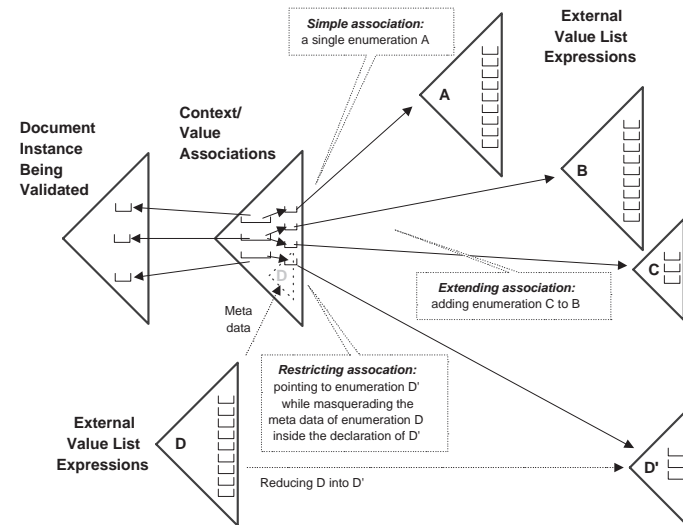 Simple association:
a single enumeration A
External
Value List
Expressions
A
Context/
Value
Associations
Document
Instance
Being
Validated
B
C
D
Extending association:
adding enumeration C to B
Meta
data
Restricting assocation:
pointing to enumeration D'
while masquerading the
meta data of enumeration D
inside the declaration of D'
External
Value List
Expressions
D
D'
Reducing D into D'